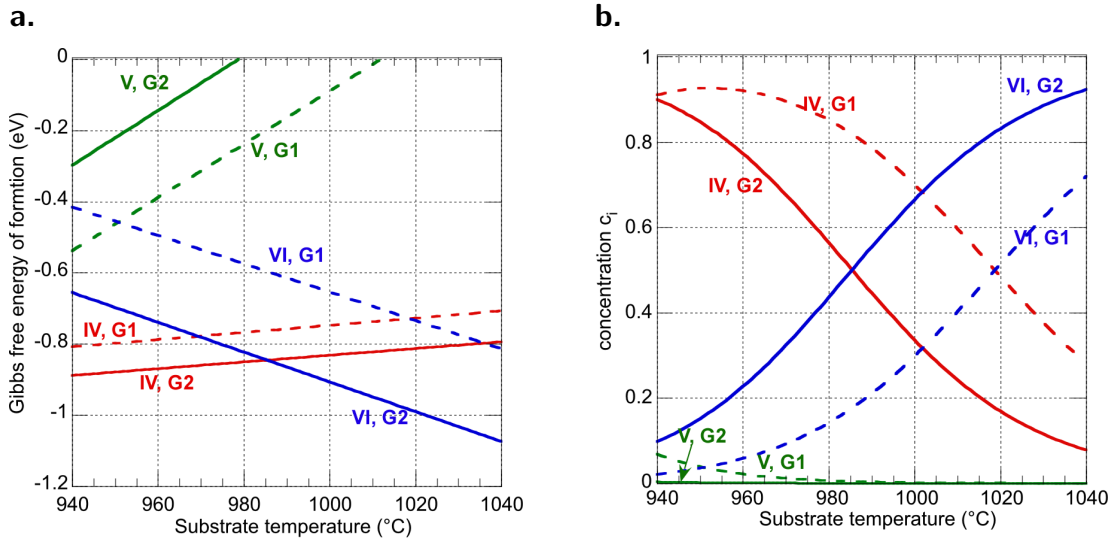 a.
0
-0.2
-0.4
-0.6
-0.8
-1
-1.2
Gibbs free energy of formtion (eV)
V, G2
V, G1
VI, G1
IV, G1
IV, G2
VI, G2
940 960 980 1000 1020 1040
Substrate temperature (°C)
b.
1
0.8
0.6
0.4
0.2
0
concentration cᵢ
VI, G2
IV, G1
IV, G2
VI, G1
V, G2
V, G1
940 960 980 1000 1020 1040
Substrate temperature (°C)